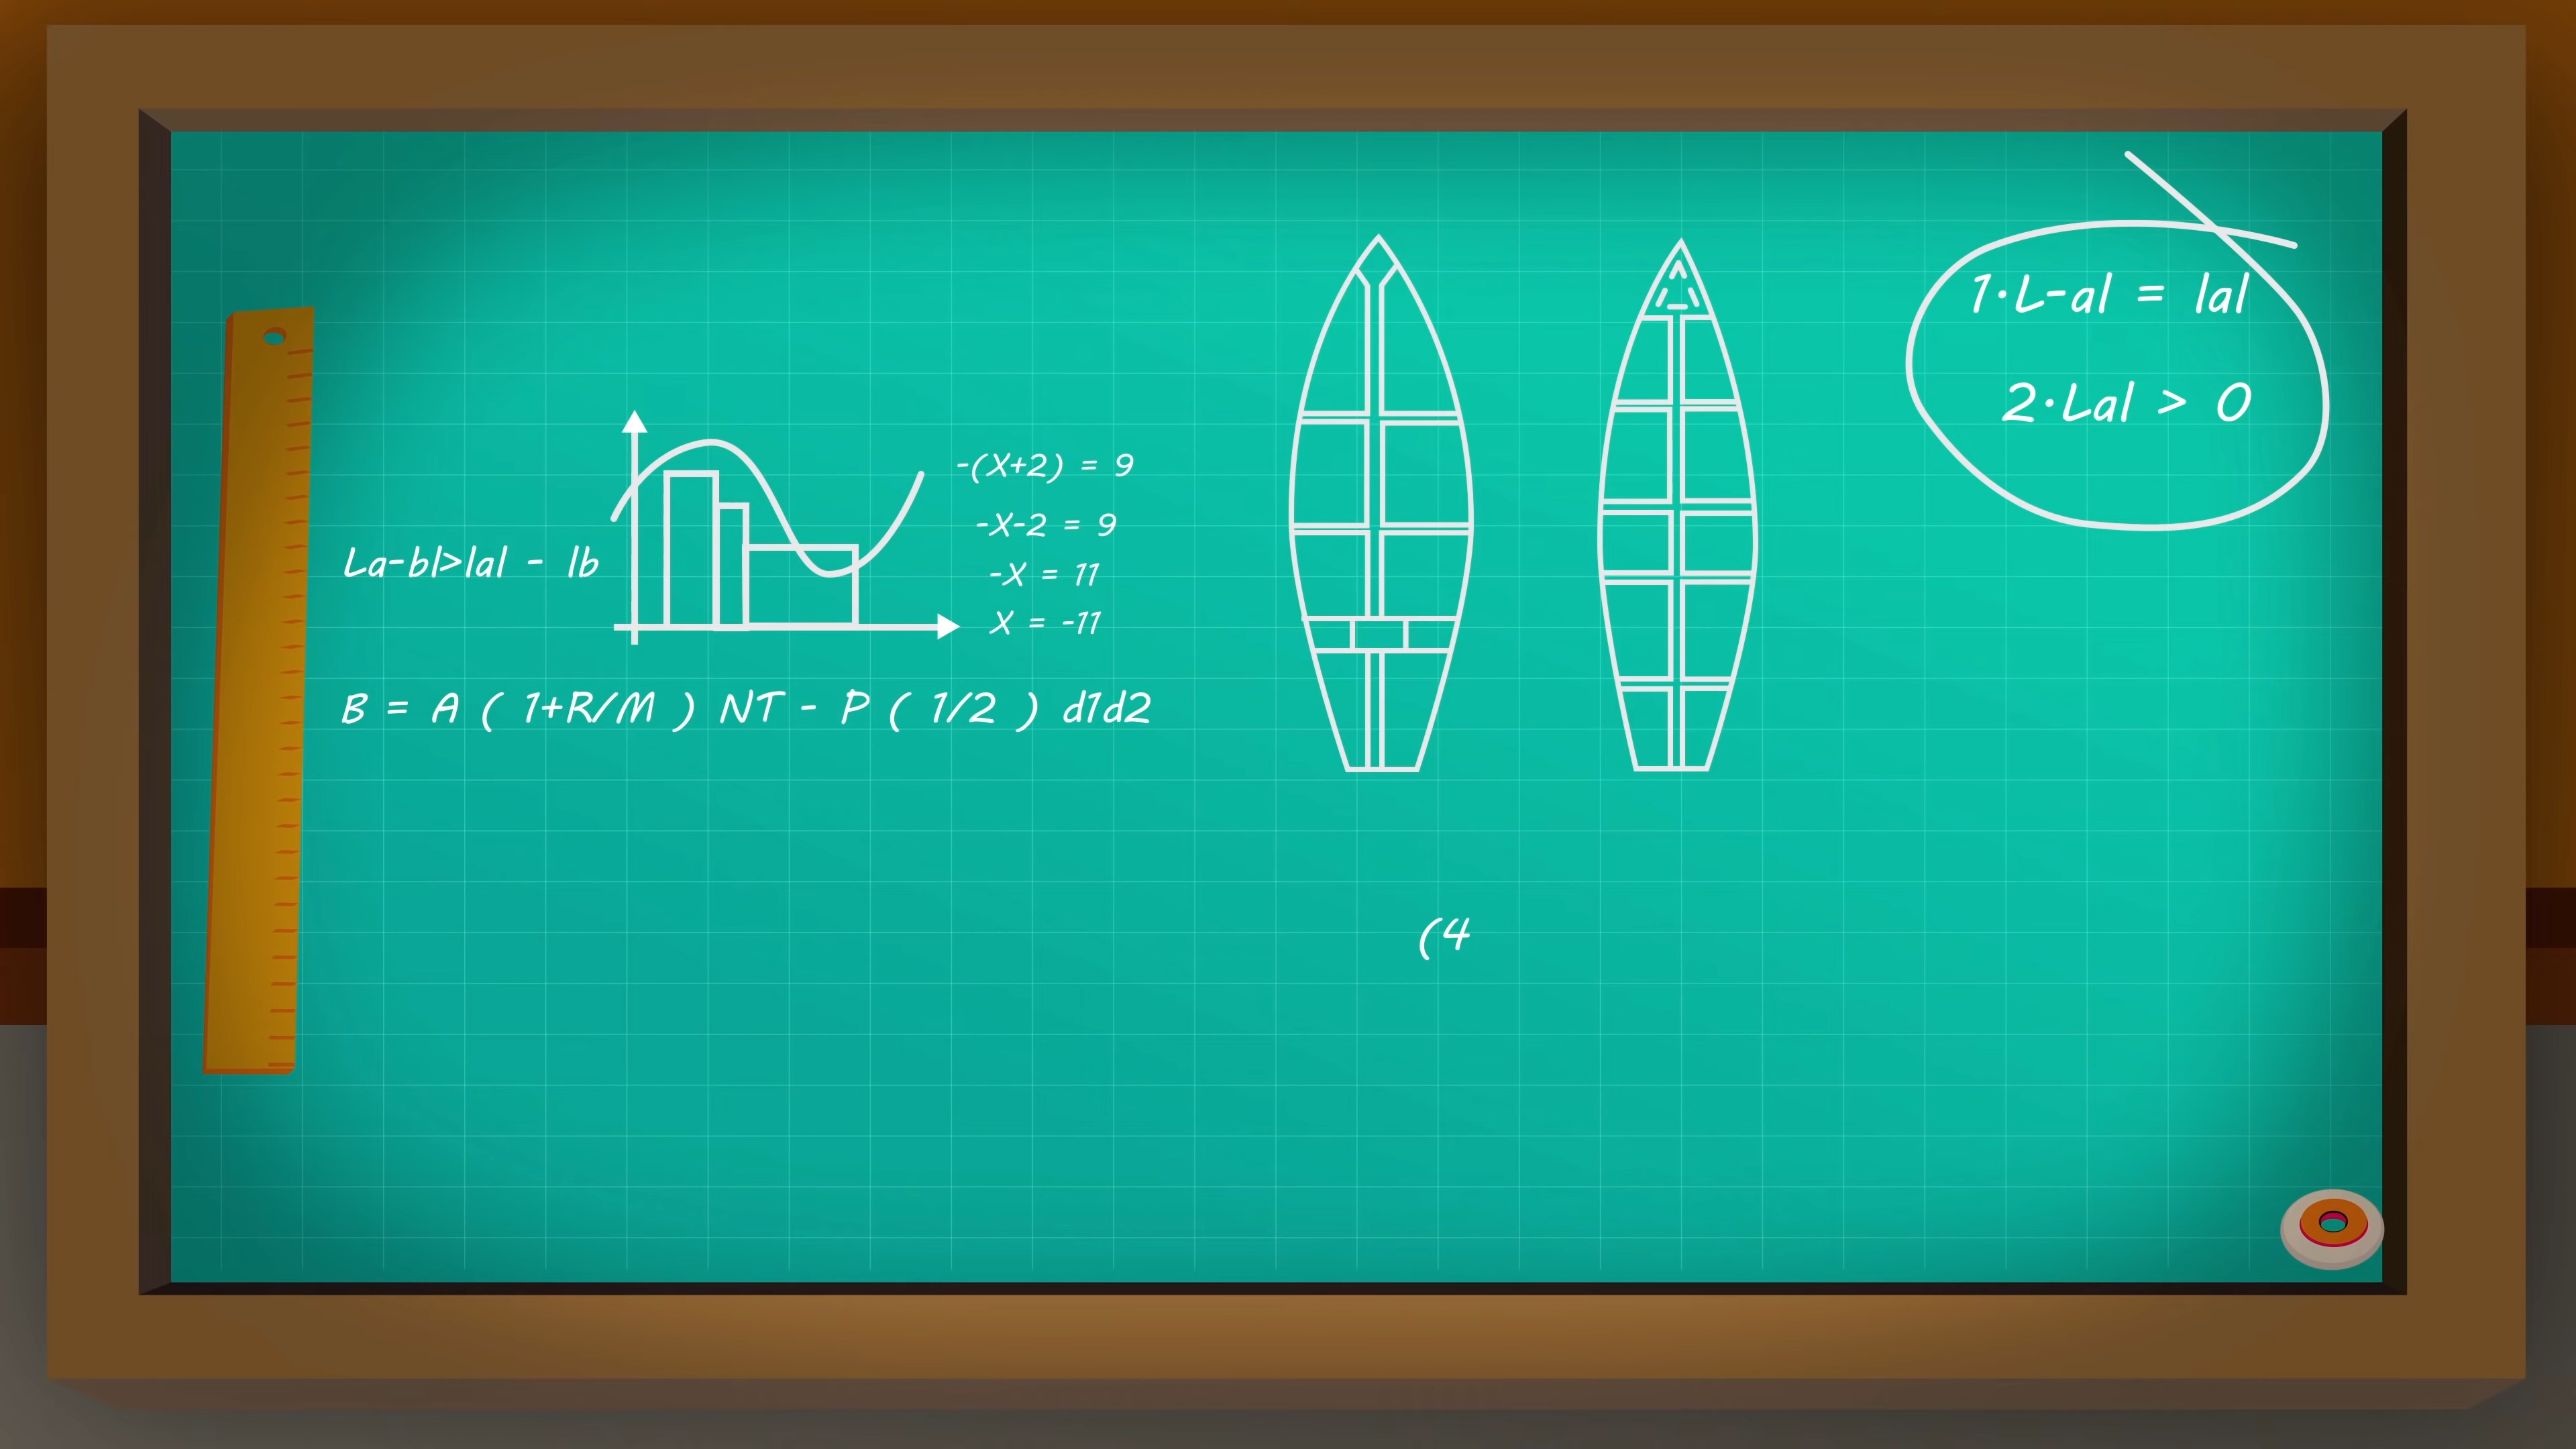 La-bl>lal - lb
-(X+2) = 9
-X-2 = 9
-X = 11
X = -11
B = A ( 1+R/M ) NT - P ( 1/2 ) d1d2
1·L-al = lal
2·Lal > 0
(4